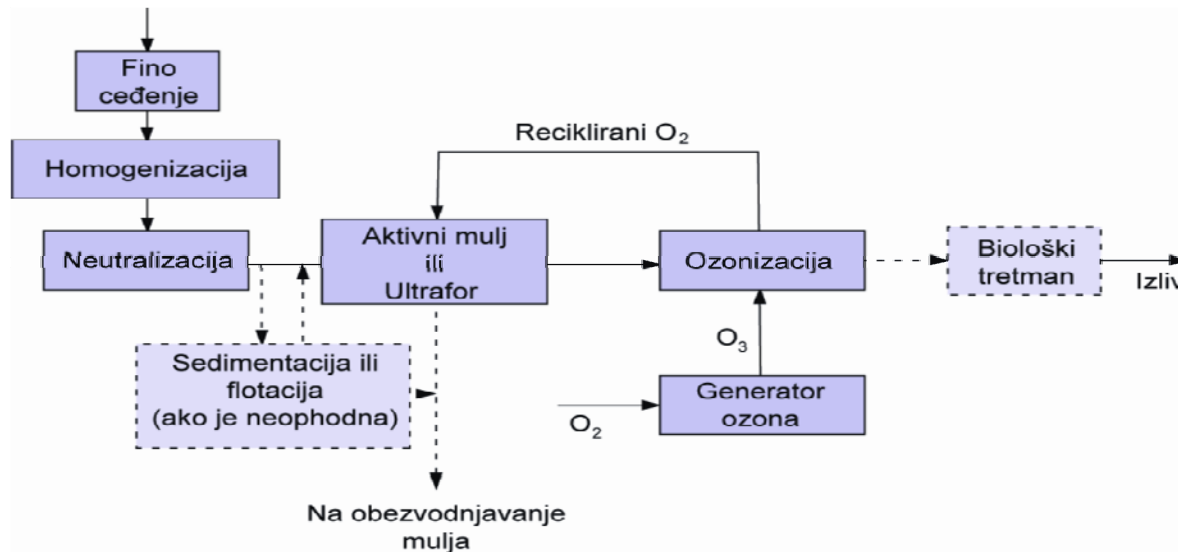 Fino
ceđenje
Homogenizacija
Neutralizacija
Reciklirani O₂
Aktivni mulj
ili
Ultrafor
Ozonizacija
Biološki
tretman
Izliv
Sedimentacija ili
flotacija
(ako je neophodna)
O₃
O₂
Generator
ozona
Na obezvodnjavanje
mulja